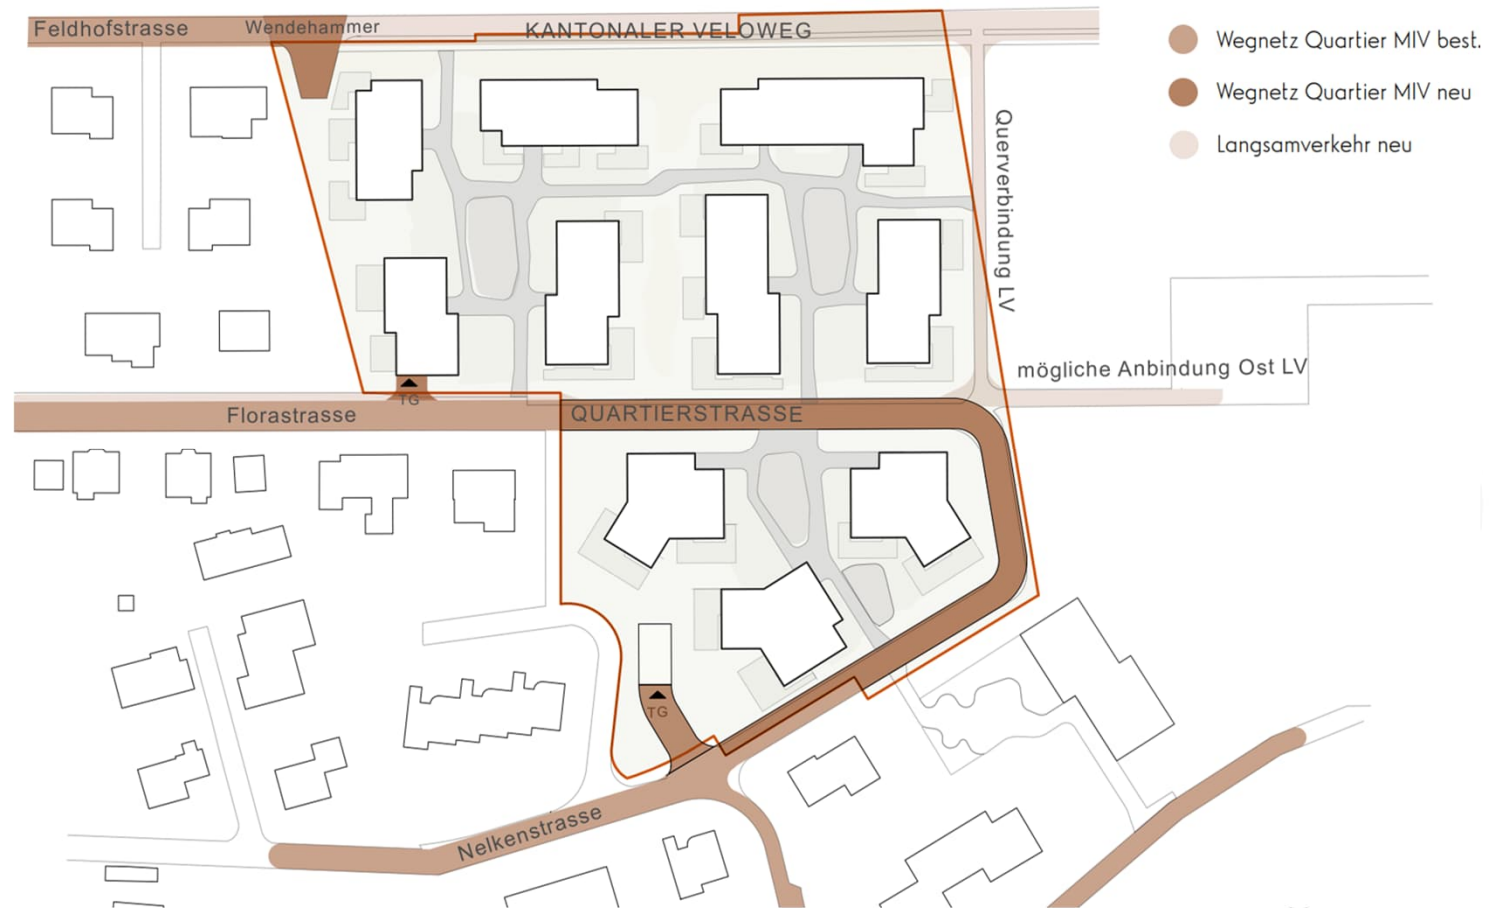 Feldhofstrasse
Wendehammer
KANTONALER VELOWEG
Wegnetz Quartier MIV best.
Wegnetz Quartier MIV neu
Langsamverkehr neu
Querverbindung LV
mögliche Anbindung Ost LV
TG
Florastrasse
QUARTIERSTRASSE
TG
Nelkenstrasse